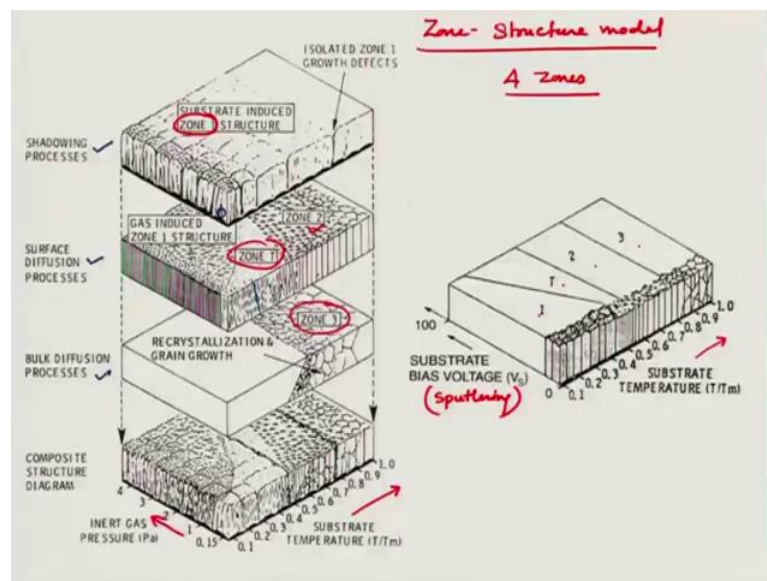 Zone- Structure model
4 Zones
ISOLATED ZONE 1
GROWTH DEFECTS
SUBSTRATE INDUCED
ZONE 1 STRUCTURE
SHADOWING
PROCESSES
GAS INDUCED
ZONE 1 STRUCTURE
ZONE 2
ZONE T
SURFACE
DIFFUSION
PROCESSES
ZONE 3
RECRYSTALLIZATION &
GRAIN GROWTH
BULK DIFFUSION
PROCESSES
COMPOSITE
STRUCTURE
DIAGRAM
4
3
2
1
0.15
INERT GAS
PRESSURE (Pa)
0.1
0.2
0.3
0.4
0.5
0.6
0.7
0.8
0.9
1.0
SUBSTRATE
TEMPERATURE (T/Tm)
1
T
2
3
100
SUBSTRATE
BIAS VOLTAGE (Vs)
(Sputtering)
0
0.1
0.2
0.3
0.4
0.5
0.6
0.7
0.8
0.9
1.0
SUBSTRATE
TEMPERATURE (T/Tm)